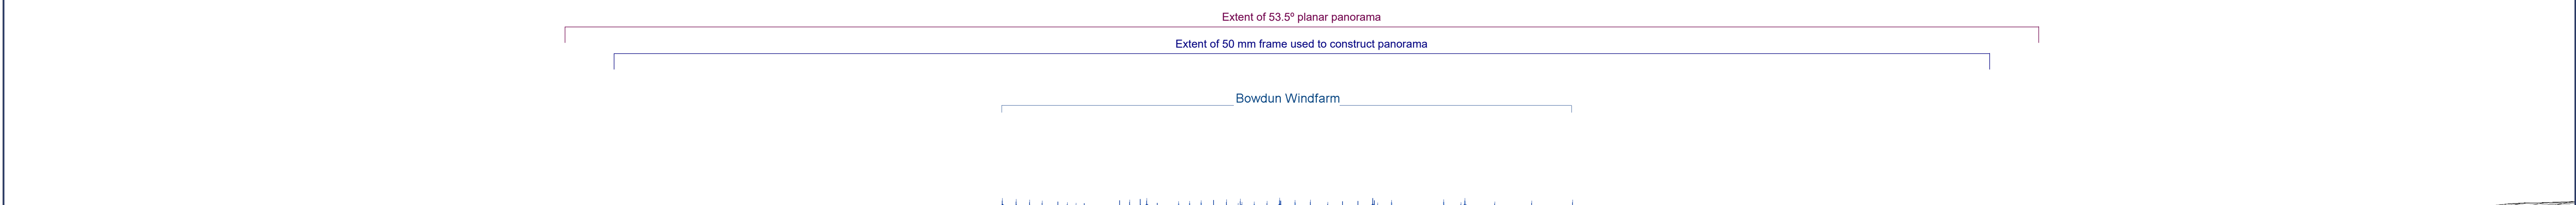 Extent of 53.5º planar panorama
Extent of 50 mm frame used to construct panorama
Bowdun Windfarm